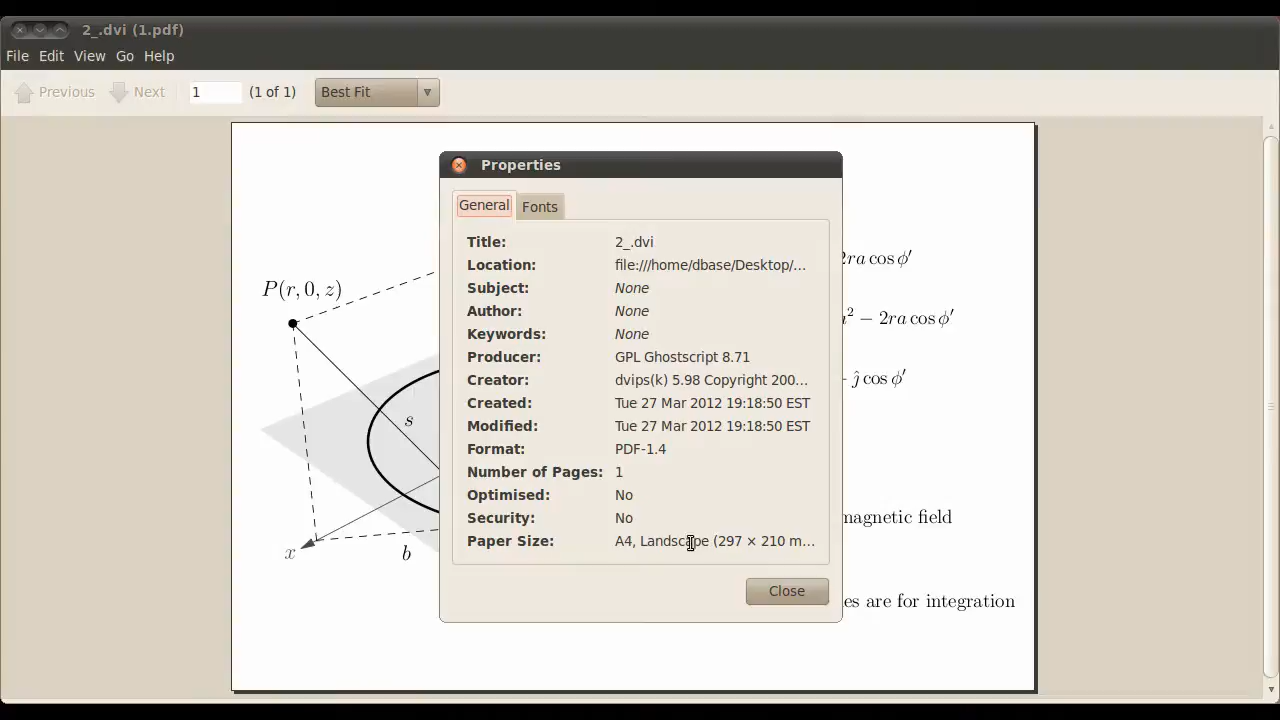 2_.dvi (1.pdf)
File Edit View Go Help
Previous Next 1 (1 of 1) Best Fit
Properties
General Fonts
Title: 2_.dvi
Location: file:///home/dbase/Desktop/...
Subject: None
Author: None
Keywords: None
Producer: GPL Ghostscript 8.71
Creator: dvips(k) 5.98 Copyright 200...
Created: Tue 27 Mar 2012 19:18:50 EST
Modified: Tue 27 Mar 2012 19:18:50 EST
Format: PDF-1.4
Number of Pages: 1
Optimised: No
Security: No
Paper Size: A4, Landscape (297 × 210 m...
Close
P(r, 0, z)
s
x
b
2ra cos ϕ′
² − 2ra cos ϕ′
ĵ cos ϕ′
magnetic field
es are for integration